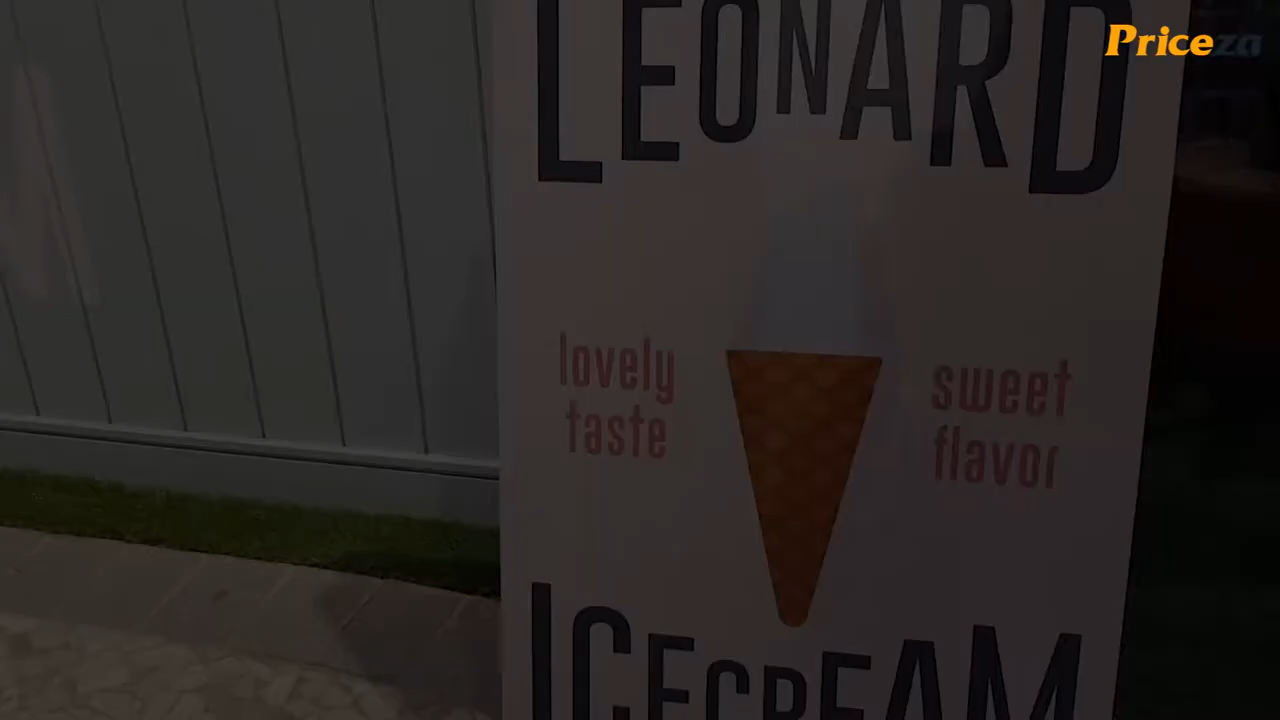 LEONARD
Priceza
lovely
taste
sweet
flavor
ICECREAM